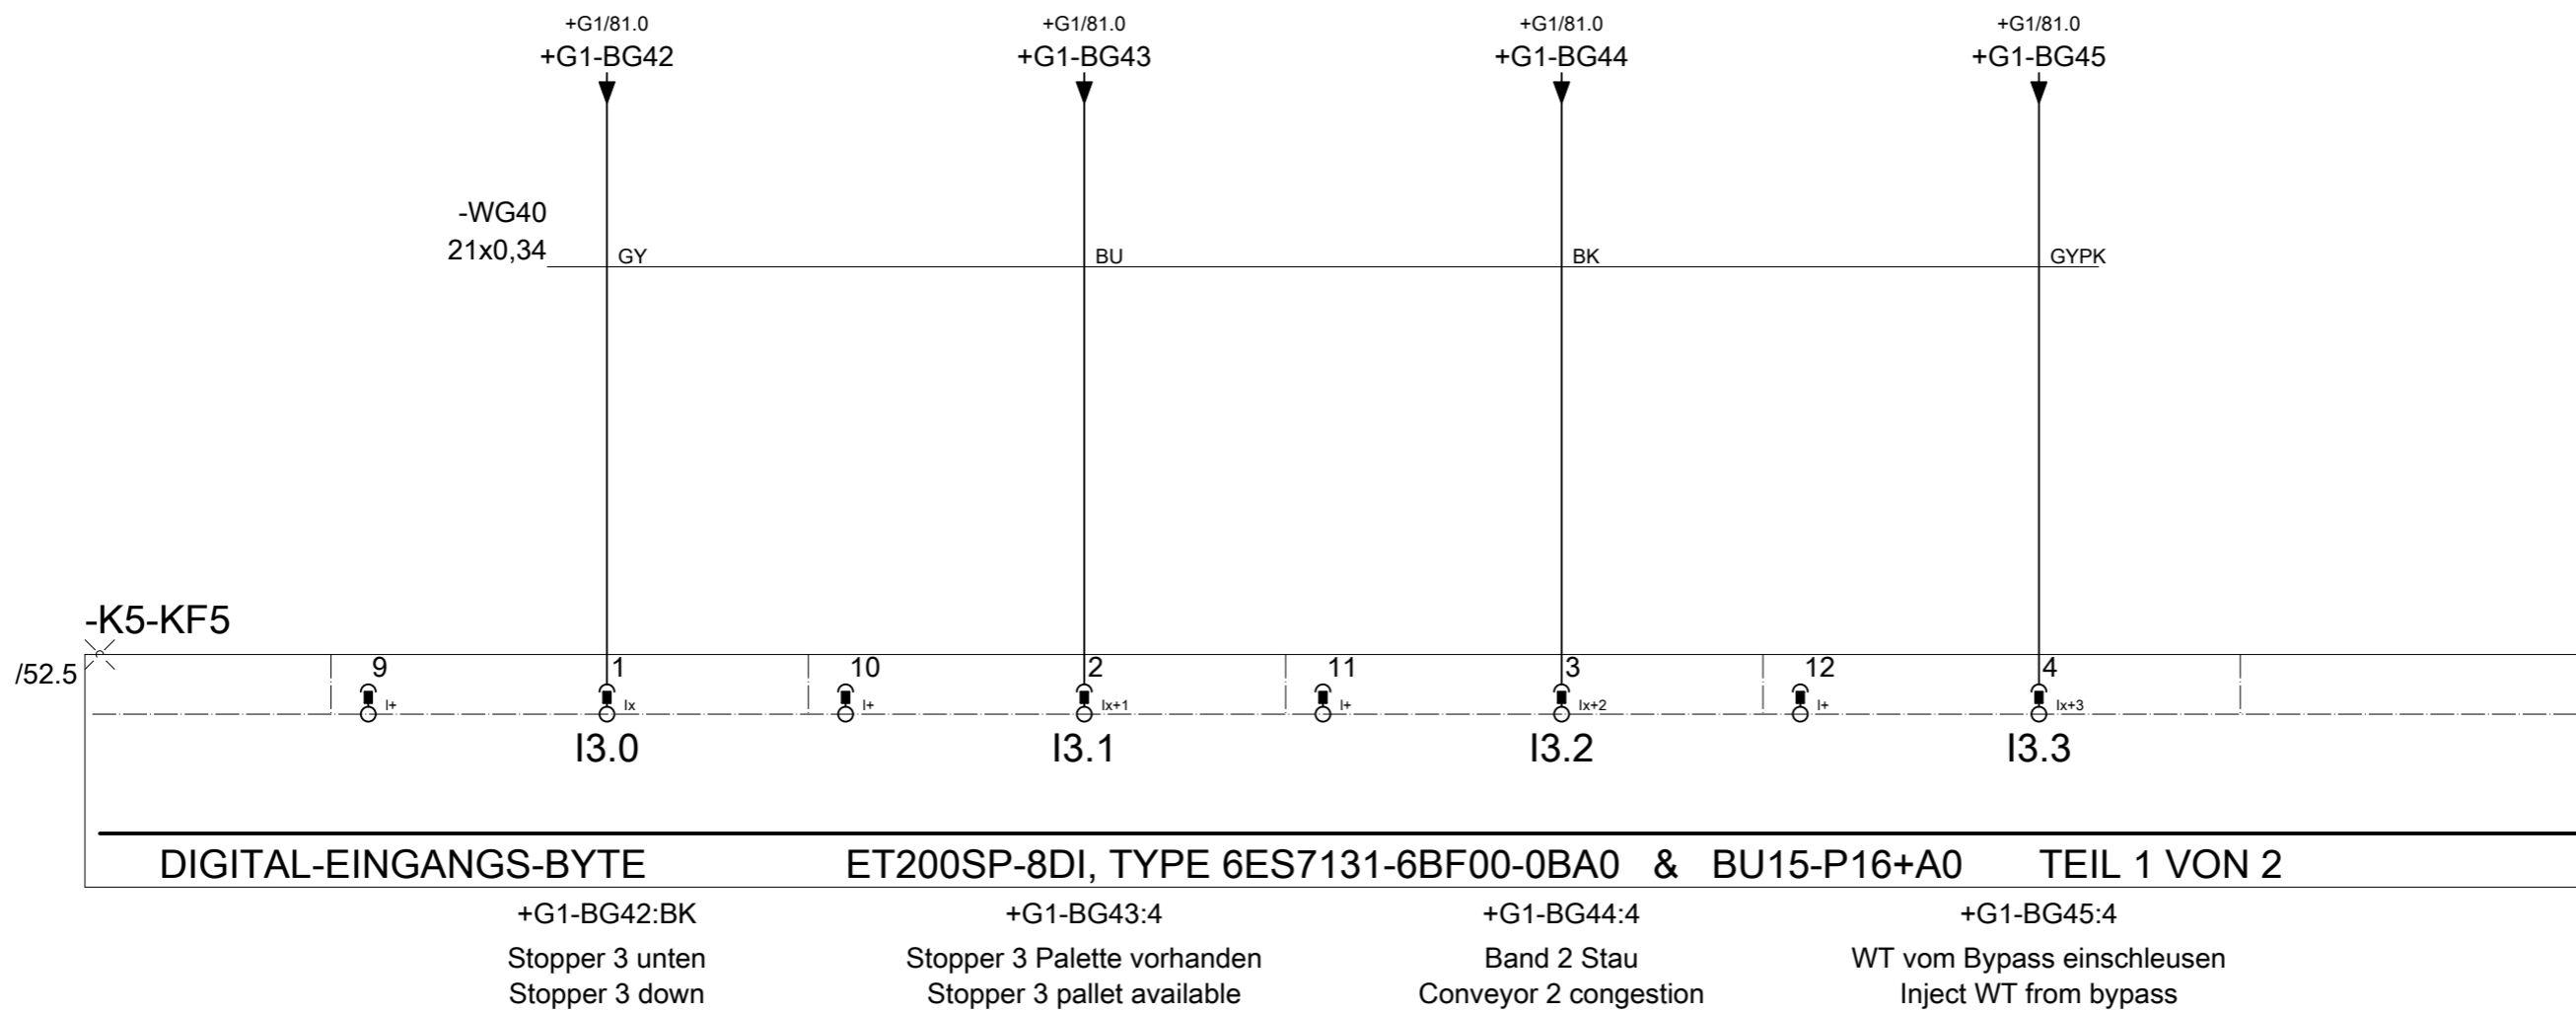 +G1/81.0 +G1/81.0 +G1/81.0 +G1/81.0
+G1-BG42 +G1-BG43 +G1-BG44 +G1-BG45
-WG40
21x0,34 GY BU BK GYPK
-K5-KF5
/52.5 9 1 10 2 11 3 12 4
I+ Ix I+ Ix+1 I+ Ix+2 I+ Ix+3
I3.0 I3.1 I3.2 I3.3
DIGITAL-EINGANGS-BYTE ET200SP-8DI, TYPE 6ES7131-6BF00-0BA0 & BU15-P16+A0 TEIL 1 VON 2
+G1-BG42:BK +G1-BG43:4 +G1-BG44:4 +G1-BG45:4
Stopper 3 unten Stopper 3 Palette vorhanden Band 2 Stau WT vom Bypass einschleusen
Stopper 3 down Stopper 3 pallet available Conveyor 2 congestion Inject WT from bypass